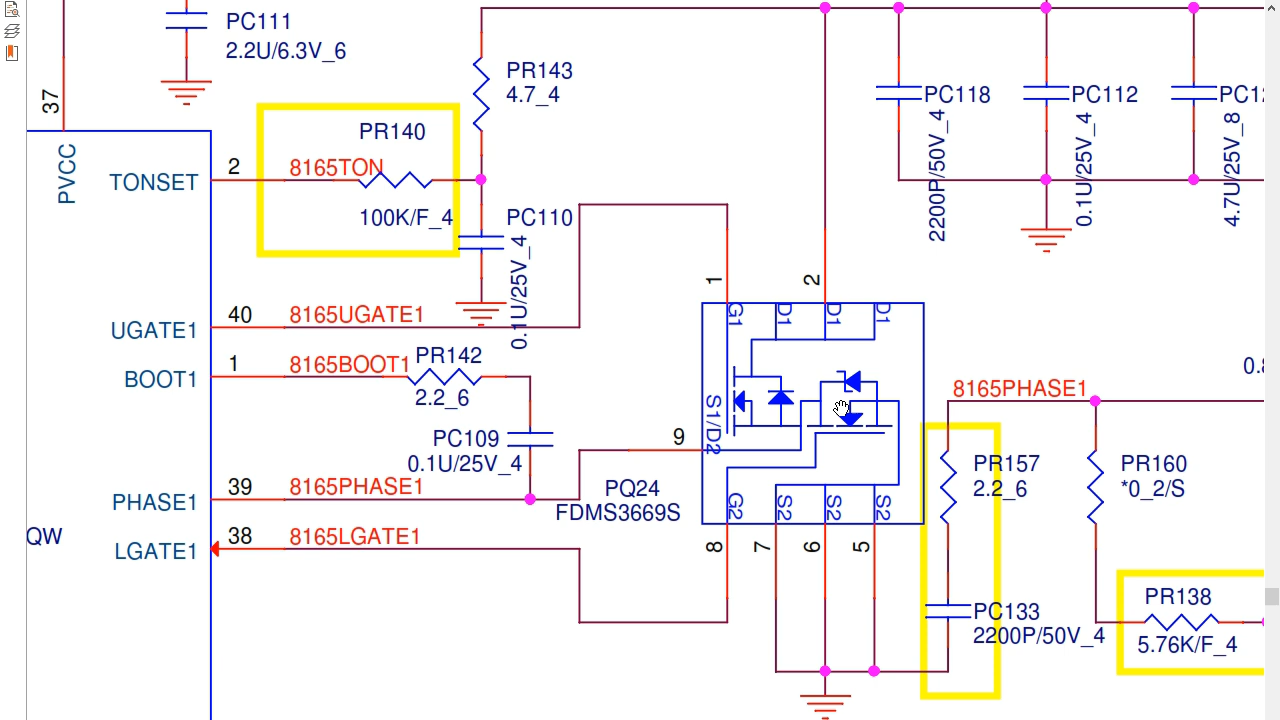 PC111
2.2U/6.3V_6
37
PVCC
PR143
4.7_4
PC118
2200P/50V_4
PC112
0.1U/25V_4
4.7U/25V_8
PR140
TONSET
2
8165TON
100K/F_4
PC110
0.1U/25V_4
1
2
G1
D1
D1
D1
UGATE1
40
8165UGATE1
BOOT1
1
8165BOOT1
PR142
2.2_6
8165PHASE1
S1/D2
9
PC109
0.1U/25V_4
PHASE1
39
8165PHASE1
PQ24
FDMS3669S
G2
S2
S2
S2
PR157
2.2_6
PR160
*0_2/S
QW
LGATE1
38
8165LGATE1
8
7
6
5
PC133
2200P/50V_4
PR138
5.76K/F_4